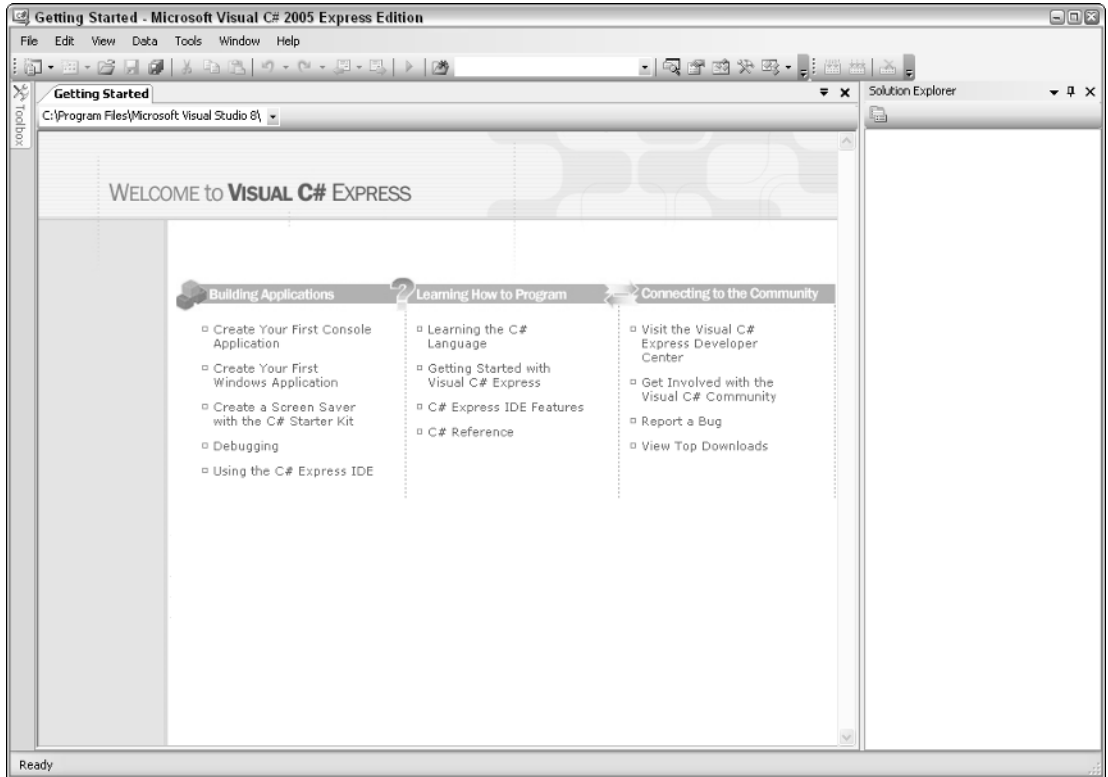 Getting Started - Microsoft Visual C# 2005 Express Edition
File Edit View Data Tools Window Help
Toolbox
Getting Started
C:\Program Files\Microsoft Visual Studio 8\
Solution Explorer
WELCOME to VISUAL C# EXPRESS
Building Applications
Create Your First Console
Application
Create Your First
Windows Application
Create a Screen Saver
with the C# Starter Kit
Debugging
Using the C# Express IDE
Learning How to Program
Learning the C#
Language
Getting Started with
Visual C# Express
C# Express IDE Features
C# Reference
Connecting to the Community
Visit the Visual C#
Express Developer
Center
Get Involved with the
Visual C# Community
Report a Bug
View Top Downloads
Ready